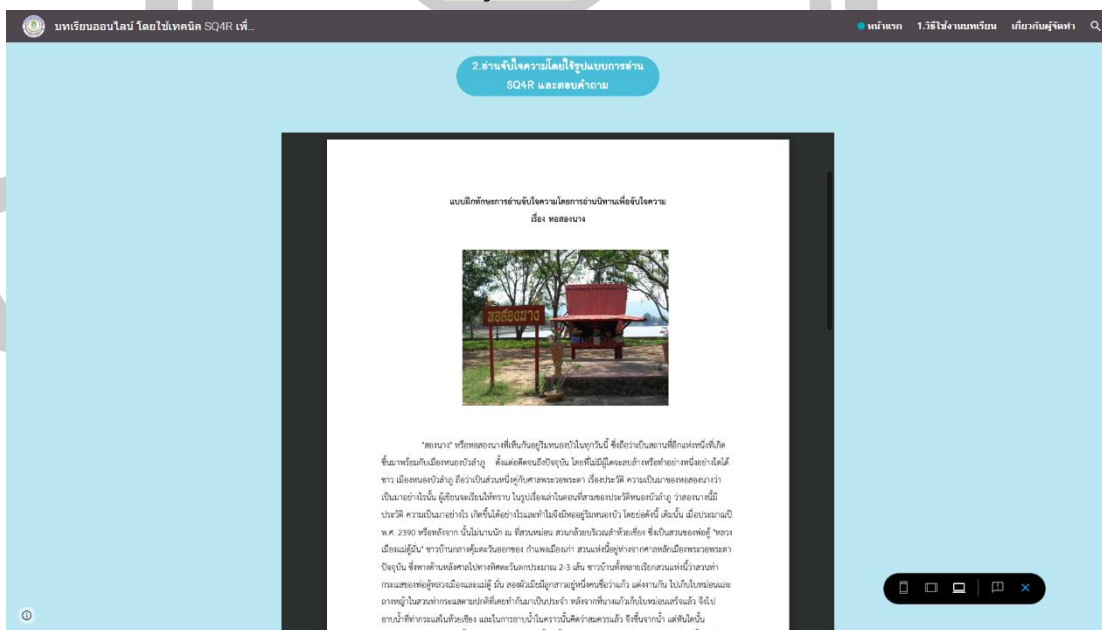 บทเรียนออนไลน์ โดยใช้เทคนิค SQ4R เพื่...
หน้าแรก 1.วิธีใช้งานบทเรียน เกี่ยวกับผู้จัดทำ
2.อ่านจับใจความโดยใช้รูปแบบการอ่าน
SQ4R และตอบคำถาม
แบบฝึกทักษะการอ่านจับใจความโดยการอ่านนิทานเพื่อจับใจความ
เรื่อง หอสองนาง
หอสองนาง
"สองนาง" หรือหอสองนางที่เห็นกันอยู่ริมหนองบัวในทุกวันนี้ ซึ่งถือว่าเป็นสถานที่อีกแห่งหนึ่งที่เกิด
ขึ้นมาพร้อมกับเมืองหนองบัวลำภู ตั้งแต่อดีตจนถึงปัจจุบัน โดยที่ไม่มีผู้ใดจะลบล้างหรือทำอย่างหนึ่งอย่างใดได้
ชาว เมืองหนองบัวลำภู ถือว่าเป็นส่วนหนึ่งคู่กับศาลพระวอพระตา เรื่องประวัติ ความเป็นมาของหอสองนางว่า
เป็นมาอย่างไรนั้น ผู้เขียนจะเรียนให้ทราบ ในรูปเรื่องเล่าในตอนที่สามของประวัติหนองบัวลำภู ว่าสองนางนี้มี
ประวัติ ความเป็นมาอย่างไร เกิดขึ้นได้อย่างไรและทำไมจึงมีหออยู่ริมหนองบัว โดยย่อดังนี้ เดิมนั้น เมื่อประมาณปี
พ.ศ. 2390 หรือหลังจาก นั้นไม่นานนัก ณ ที่สวนหม่อน สวนกล้วยบริเวณลำห้วยเชียง ซึ่งเป็นสวนของพ่อตู้ "หลวง
เมืองแม่ตู้มั่น" ชาวบ้านกลางคุ้มตะวันออกของ กำแพงเมืองเก่า สวนแห่งนี้อยู่ห่างจากศาลหลักเมืองพระวอพระตา
ปัจจุบัน ซึ่งทางด้านหลังศาลไปทางทิศตะวันตกประมาณ 2-3 เส้น ชาวบ้านทั้งหลายเรียกสวนแห่งนี้ว่าสวนท่า
กระแสของพ่อตู้หลวงเมืองและแม่ตู้ มั่น สองผัวเมียมีลูกสาวอยู่หนึ่งคนชื่อว่าแก้ว แต่งงานกัน ไปเก็บใบหม่อนและ
ถางหญ้าในสวนท่ากระแสตามปกติที่เคยทำกันมาเป็นประจำ หลังจากที่นางแก้วเก็บใบหม่อนเสร็จแล้ว จึงไป
อาบน้ำที่ท่ากระแสในห้วยเชียง และในการอาบน้ำในคราวนั้นคิดว่าสมควรแล้ว จึงขึ้นจากน้ำ แต่ทันใดนั้น